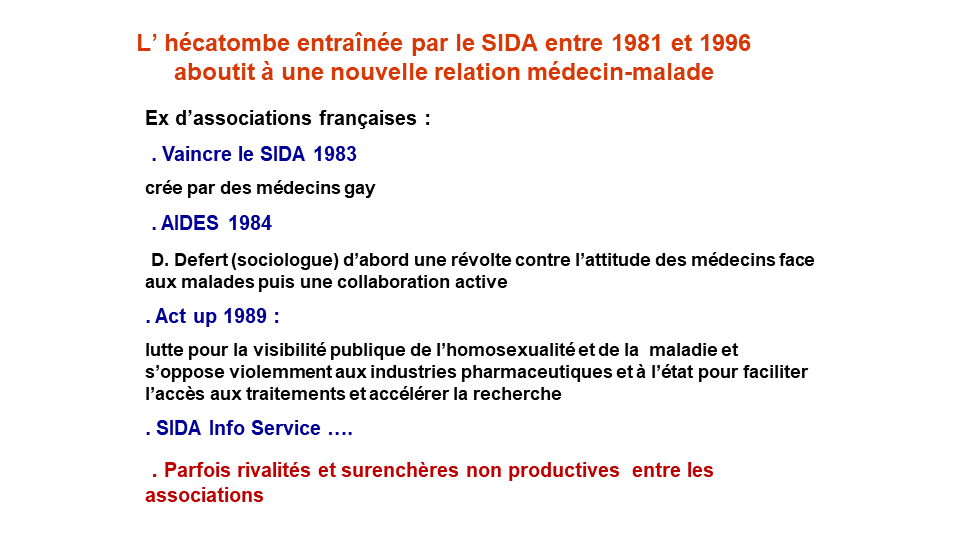 L’ hécatombe entraînée par le SIDA entre 1981 et 1996
aboutit à une nouvelle relation médecin-malade
Ex d’associations françaises :
. Vaincre le SIDA 1983
crée par des médecins gay
. AIDES 1984
D. Defert (sociologue) d’abord une révolte contre l’attitude des médecins face
aux malades puis une collaboration active
. Act up 1989 :
lutte pour la visibilité publique de l’homosexualité et de la maladie et
s’oppose violemment aux industries pharmaceutiques et à l’état pour faciliter
l’accès aux traitements et accélérer la recherche
. SIDA Info Service ….
. Parfois rivalités et surenchères non productives entre les
associations